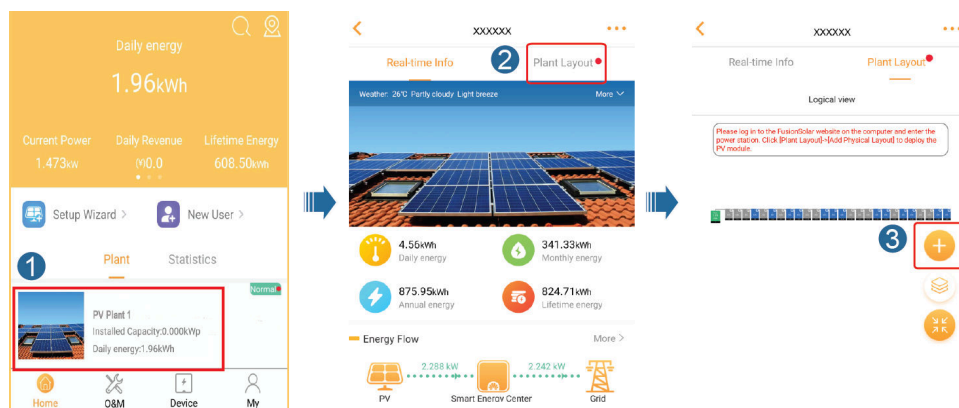 Daily energy
1.96kWh
Current Power Daily Revenue Lifetime Energy
1.473kw (¥)0.0 608.50kwh
Setup Wizard > New User >
1
Plant Statistics
Normal
PV Plant 1
Installed Capacity:0.000kWp
Daily energy:1.96kWh
Home O&M Device My
xxxxxx
Real-time Info 2 Plant Layout
Weather: 26°C Partly cloudy Light breeze More
4.56kWh
Daily energy
341.33kWh
Monthly energy
875.95kWh
Annual energy
824.71kWh
Lifetime energy
Energy Flow More >
2.288 kW 2.242 kW
PV Smart Energy Center Grid
xxxxxx
Real-time Info Plant Layout
Logical view
Please log in to the FusionSolar website on the computer and enter the
power station. Click [Plant Layout]->[Add Physical Layout] to deploy the
PV module.
3